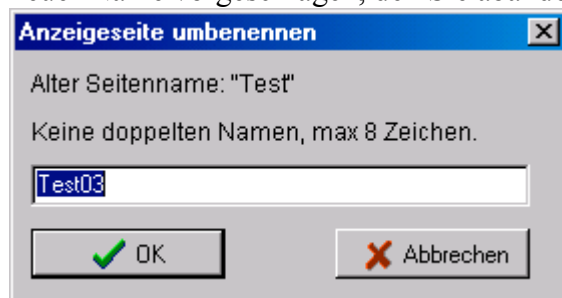 Anzeigeseite umbenennen
Alter Seitenname: "Test"
Keine doppelten Namen, max 8 Zeichen.
Test03
OK
Abbrechen